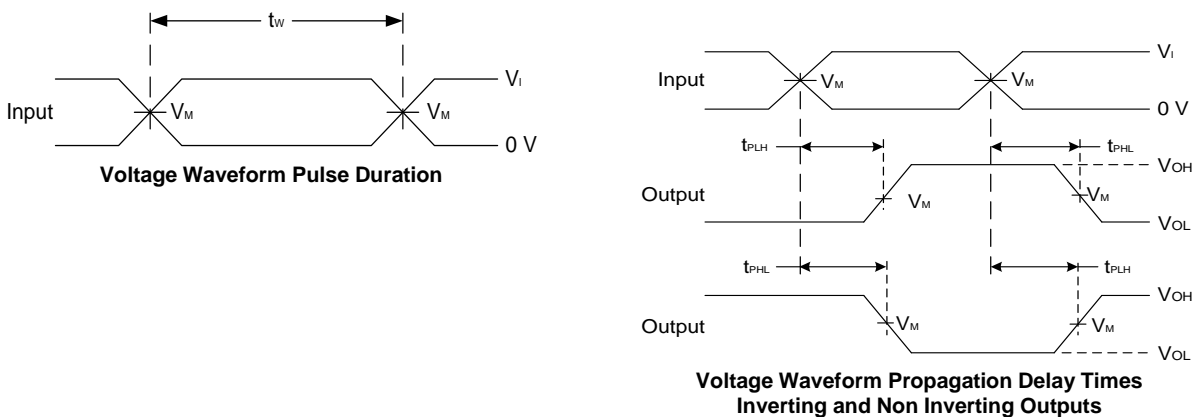 tW
Input
VM
VM
VI
0 V
Voltage Waveform Pulse Duration
Input
VM
VM
VI
0 V
tPLH
tPHL
Output
VM
VM
VOH
VOL
tPHL
tPLH
Output
VM
VM
VOH
VOL
Voltage Waveform Propagation Delay Times
Inverting and Non Inverting Outputs